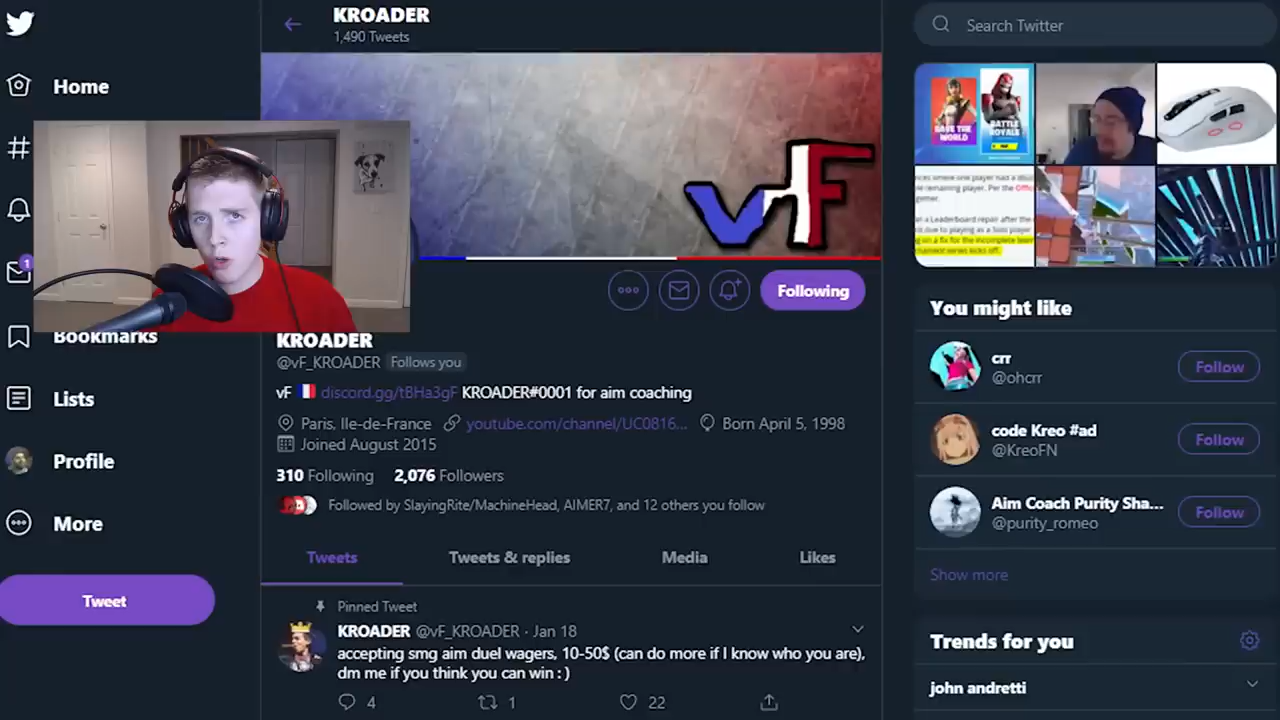 KROADER
1,490 Tweets
Search Twitter
Home
SAVE THE WORLD
BATTLE ROYALE
vF
1
Following
Bookmarks
KROADER
@vF_KROADER Follows you
vF discord.gg/tBHa3gF KROADER#0001 for aim coaching
Paris, Ile-de-France youtube.com/channel/UC0816... Born April 5, 1998
Joined August 2015
310 Following 2,076 Followers
Followed by SlayingRite/MachineHead, AIMER7, and 12 others you follow
Lists
Profile
More
Tweet
Tweets Tweets & replies Media Likes
Pinned Tweet
KROADER @vF_KROADER · Jan 18
accepting smg aim duel wagers, 10-50$ (can do more if I know who you are),
dm me if you think you can win : )
4 1 22
You might like
crr
@ohcrr
Follow
code Kreo #ad
@KreoFN
Follow
Aim Coach Purity Sha...
@purity_romeo
Follow
Show more
Trends for you
john andretti